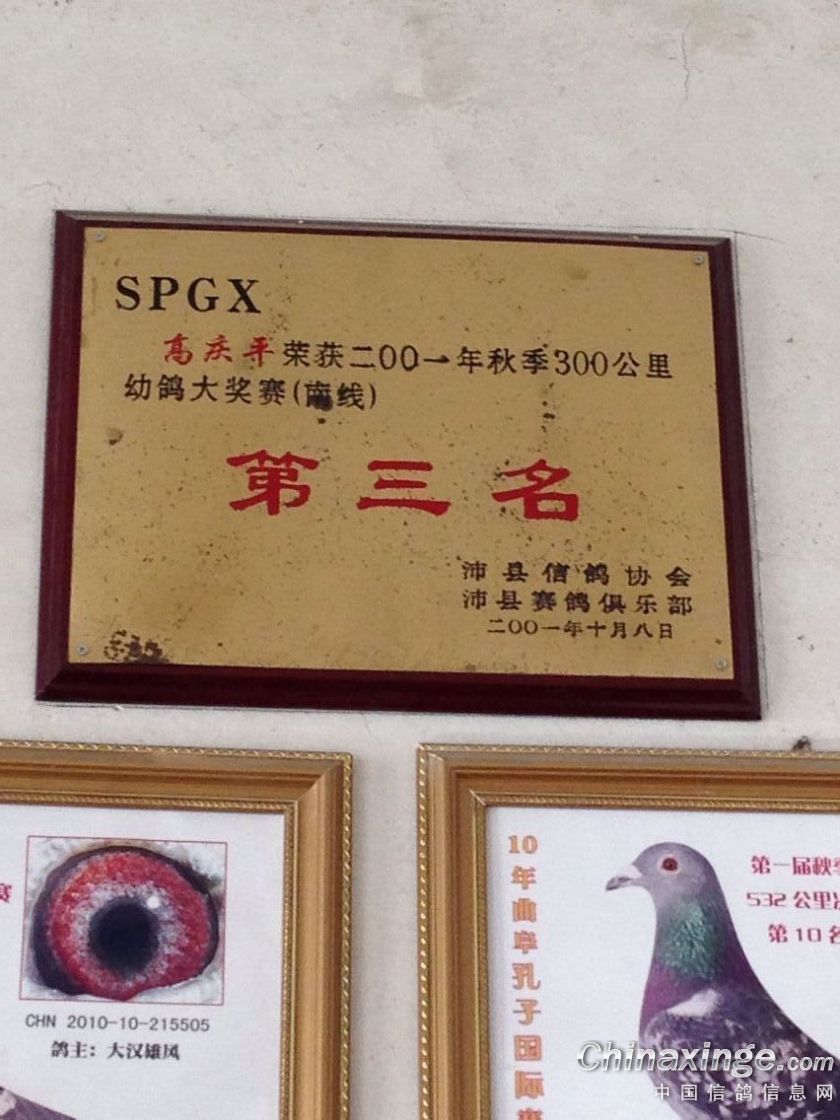 SPGX
高庆平荣获二00一年秋季300公里
幼鸽大奖赛(南线)
第三名
沛县信鸽协会
沛县赛鸽俱乐部
二00一年十月八日
赛
CHN 2010-10-215505
鸽主：大汉雄风
10年曲阜孔子国际赛
第一届秋季
532公里
第10名
Chinaxinge.com
中国信鸽信息网